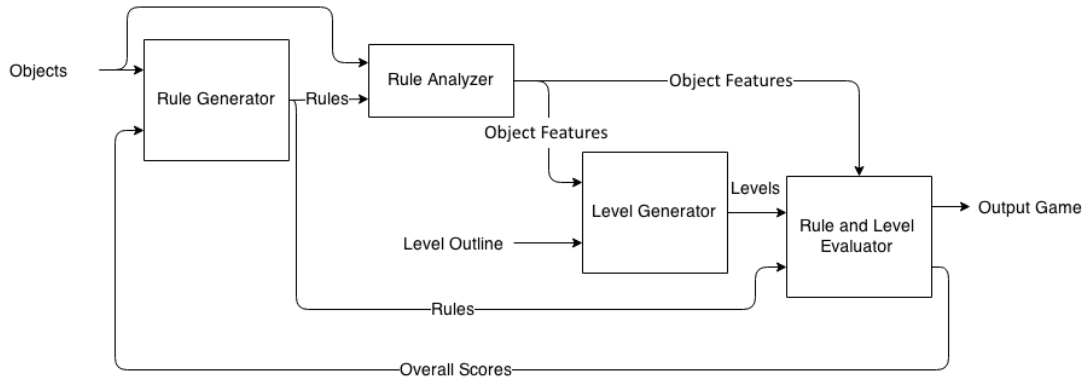 Objects
Rule Generator
Rules
Rule Analyzer
Object Features
Object Features
Level Outline
Level Generator
Levels
Rule and Level
Evaluator
Output Game
Rules
Overall Scores